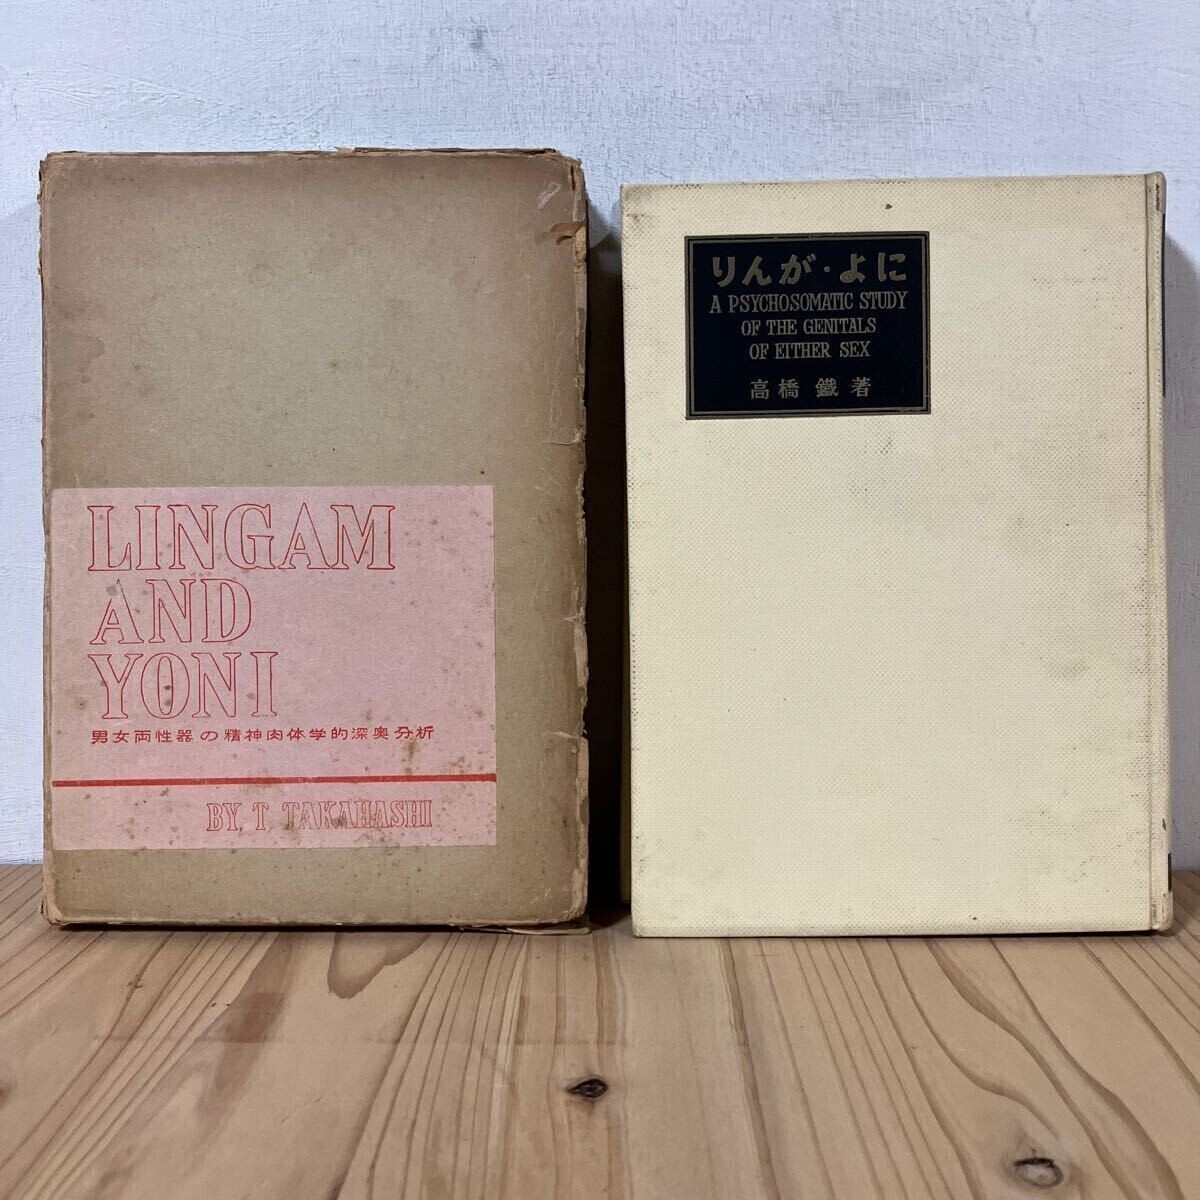 LINGAM
AND
YONI
男女両性器の精神肉体学的深奥分析
BY, T. TAKAHASHI
りんが・よに
A PSYCHOSOMATIC STUDY
OF THE GENITALS
OF EITHER SEX
高橋 鐵 著